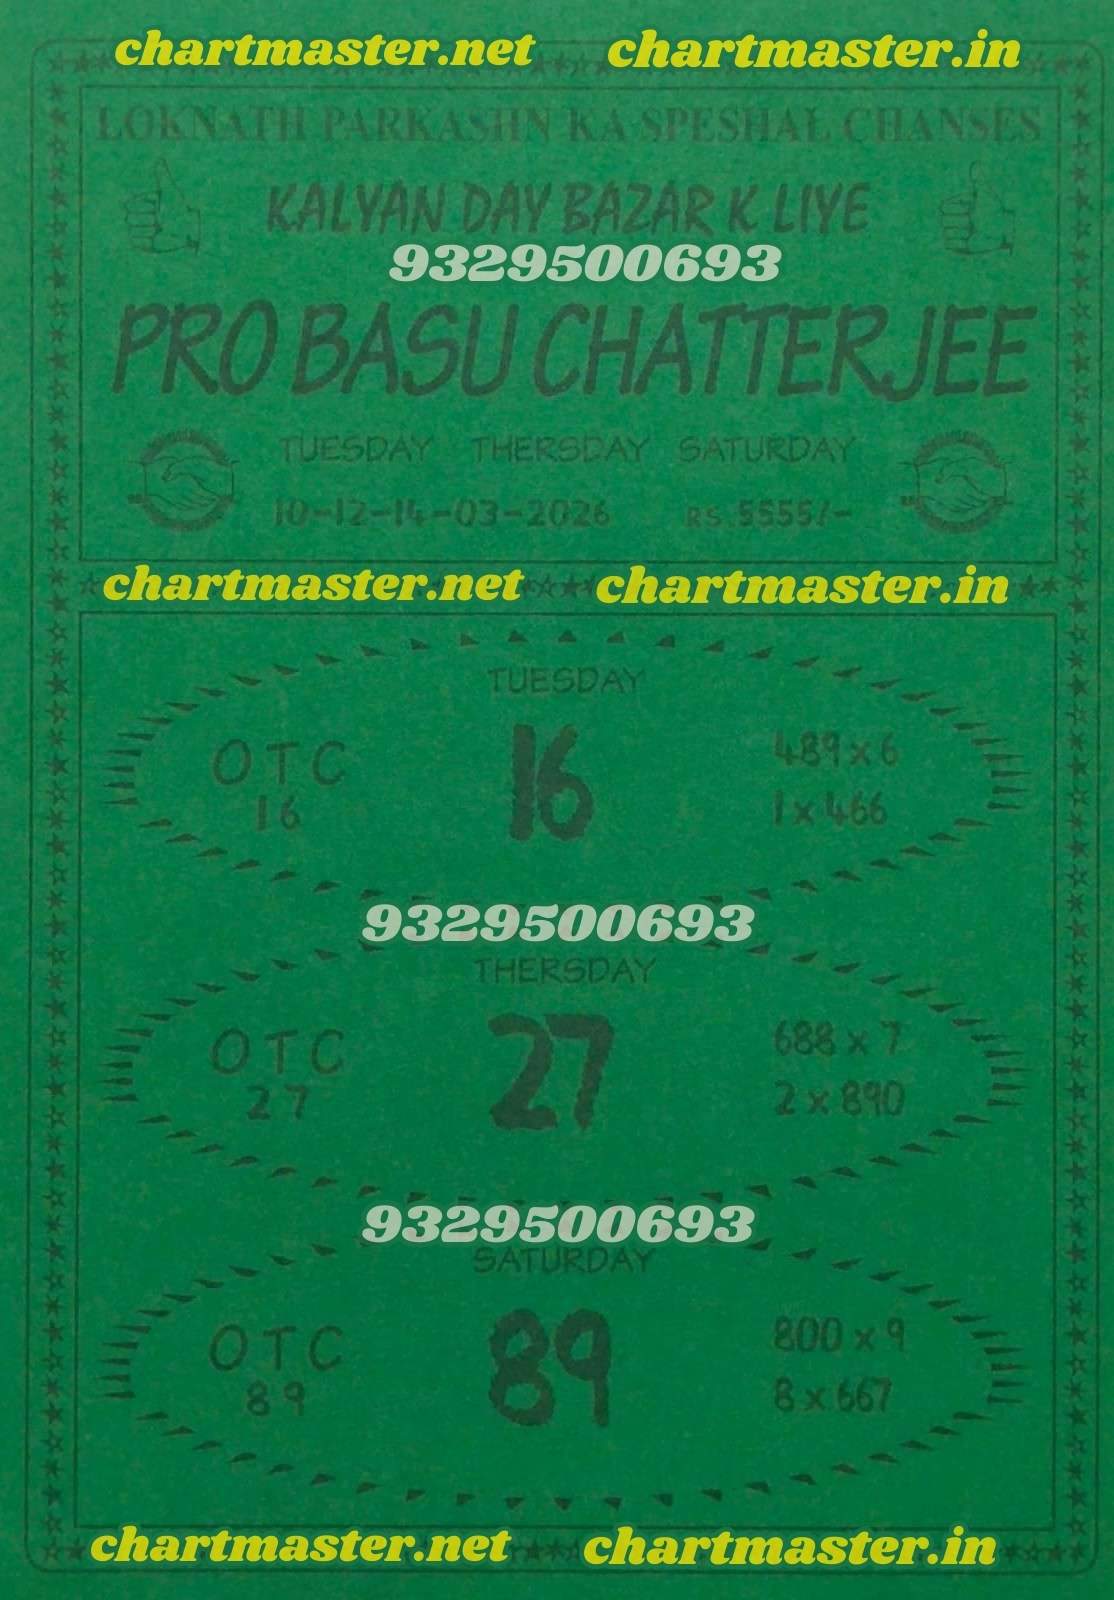 chartmaster.net chartmaster.in
LOKNATH PARKASHN KA SPESHAL CHANSES
KALYAN DAY BAZAR K LIYE
9329500693
PRO BASU CHATTERJEE
TUESDAY THERSDAY SATURDAY
10-12-14-03-2026 RS.5555/-
chartmaster.net chartmaster.in
TUESDAY
OTC
16
16
489 x 6
1 x 466
9329500693
THERSDAY
OTC
27
27
688 x 7
2 x 890
9329500693
SATURDAY
OTC
89
89
800 x 9
8 x 667
chartmaster.net chartmaster.in